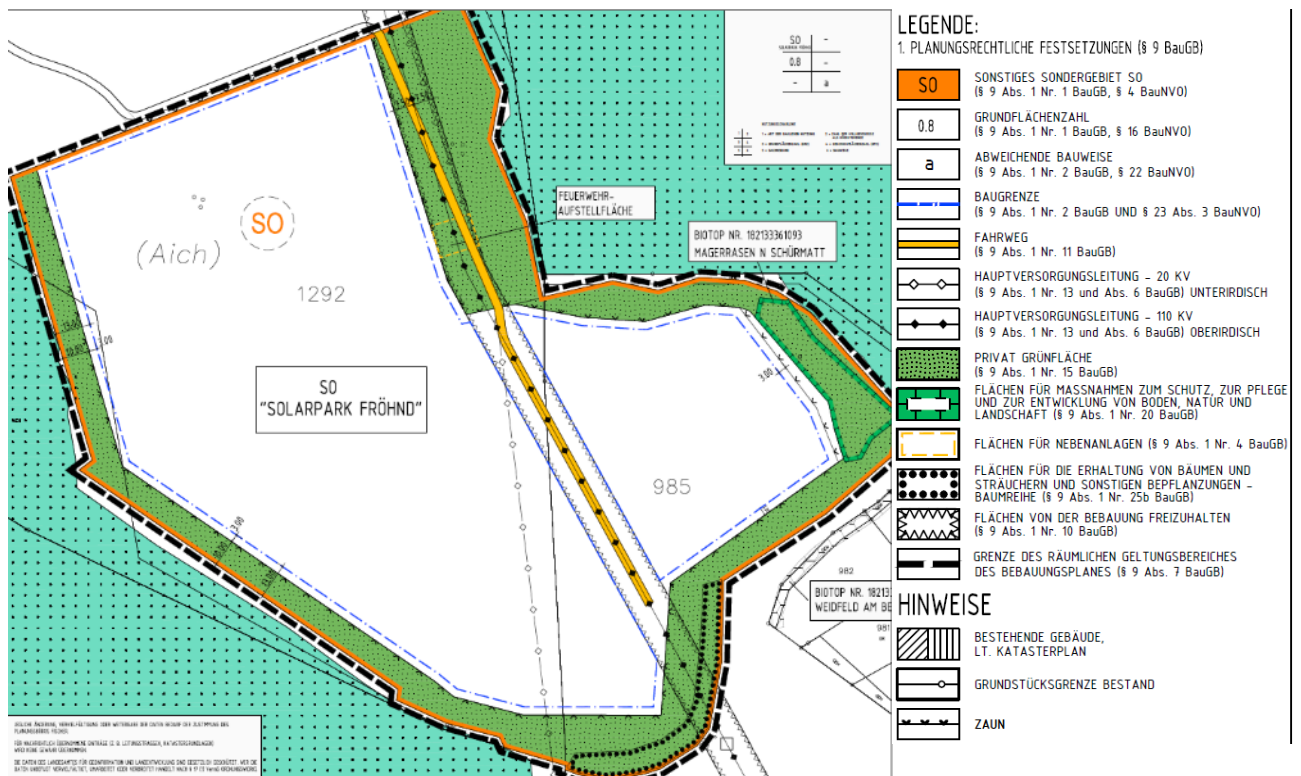 SO
SOLARPARK FRÖHND
-
0.8
-
-
a
FEUERWEHR-
AUFSTELLFLÄCHE
BIOTOP NR. 182133361093
MAGERRASEN N SCHÜRMATT
SO
(Aich)
1292
SO
"SOLARPARK FRÖHND"
985
3.00
3.00
3.00
982
BIOTOP NR. 18213
WEIDFELD AM BE
981
LEGENDE:
1. PLANUNGSRECHTLICHE FESTSETZUNGEN (§ 9 BauGB)
SO
SONSTIGES SONDERGEBIET SO
(§ 9 Abs. 1 Nr. 1 BauGB, § 4 BauNVO)
0.8
GRUNDFLÄCHENZAHL
(§ 9 Abs. 1 Nr. 1 BauGB, § 16 BauNVO)
a
ABWEICHENDE BAUWEISE
(§ 9 Abs. 1 Nr. 2 BauGB, § 22 BauNVO)
BAUGRENZE
(§ 9 Abs. 1 Nr. 2 BauGB UND § 23 Abs. 3 BauNVO)
FAHRWEG
(§ 9 Abs. 1 Nr. 11 BauGB)
HAUPTVERSORGUNGSLEITUNG - 20 KV
(§ 9 Abs. 1 Nr. 13 und Abs. 6 BauGB) UNTERIRDISCH
HAUPTVERSORGUNGSLEITUNG - 110 KV
(§ 9 Abs. 1 Nr. 13 und Abs. 6 BauGB) OBERIRDISCH
PRIVAT GRÜNFLÄCHE
(§ 9 Abs. 1 Nr. 15 BauGB)
FLÄCHEN FÜR MASSNAHMEN ZUM SCHUTZ, ZUR PFLEGE
UND ZUR ENTWICKLUNG VON BODEN, NATUR UND
LANDSCHAFT (§ 9 Abs. 1 Nr. 20 BauGB)
FLÄCHEN FÜR NEBENANLAGEN (§ 9 Abs. 1 Nr. 4 BauGB)
FLÄCHEN FÜR DIE ERHALTUNG VON BÄUMEN UND
STRÄUCHERN UND SONSTIGEN BEPFLANZUNGEN -
BAUMREIHE (§ 9 Abs. 1 Nr. 25b BauGB)
FLÄCHEN VON DER BEBAUUNG FREIZUHALTEN
(§ 9 Abs. 1 Nr. 10 BauGB)
GRENZE DES RÄUMLICHEN GELTUNGSBEREICHES
DES BEBAUUNGSPLANES (§ 9 Abs. 7 BauGB)
HINWEISE
BESTEHENDE GEBÄUDE,
LT. KATASTERPLAN
GRUNDSTÜCKSGRENZE BESTAND
ZAUN